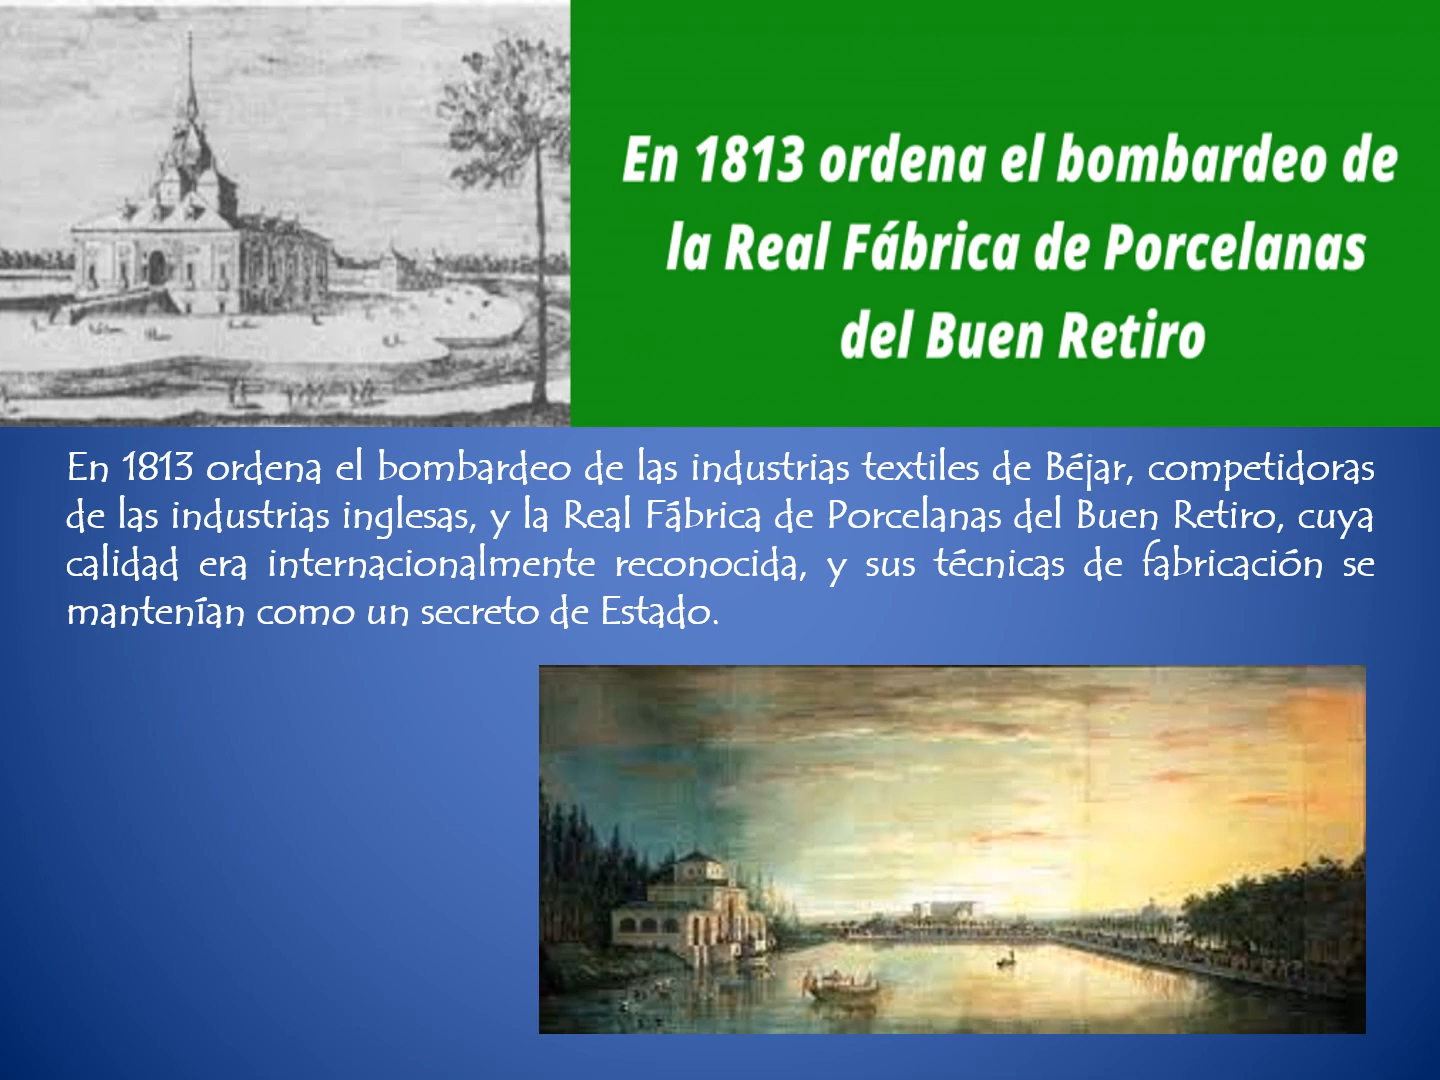 En 1813 ordena el bombardeo de
la Real Fábrica de Porcelanas
del Buen Retiro
En 1813 ordena el bombardeo de las industrias textiles de Béjar, competidoras
de las industrias inglesas, y la Real Fábrica de Porcelanas del Buen Retiro, cuya
calidad era internacionalmente reconocida, y sus técnicas de fabricación se
mantenían como un secreto de Estado.